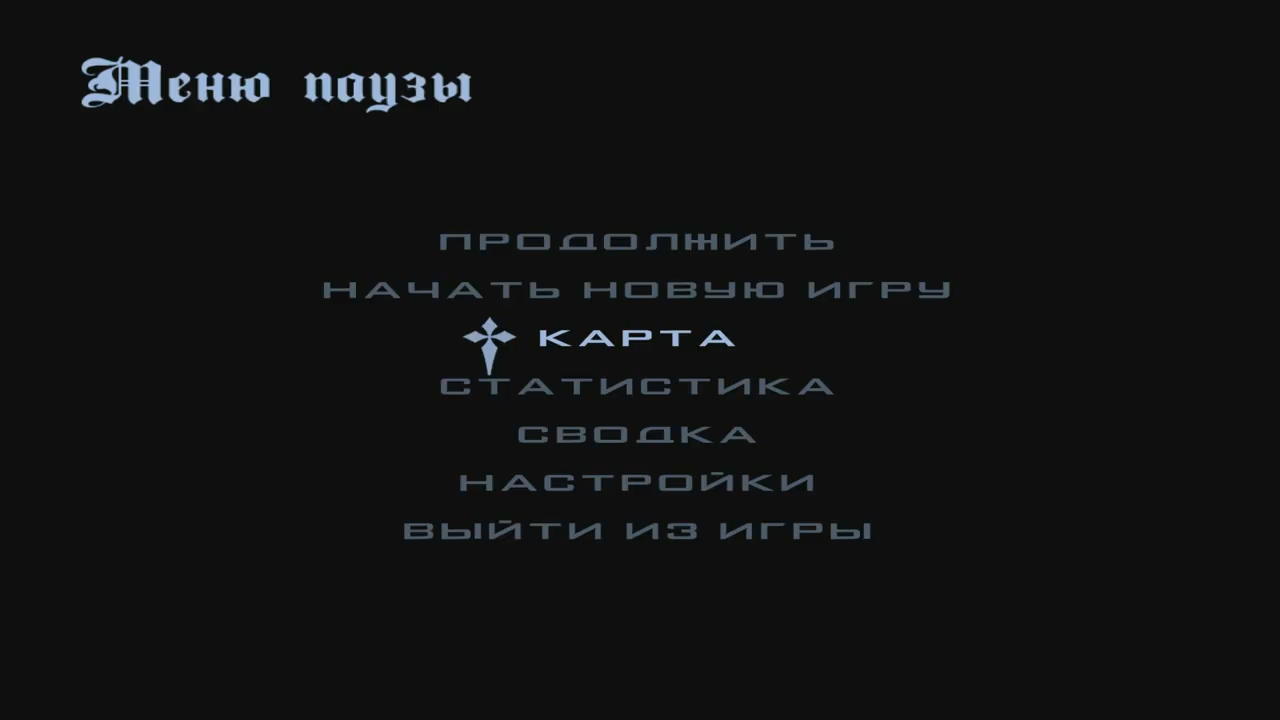 Меню паузы
ПРОДОЛЖИТЬ
НАЧАТЬ НОВУЮ ИГРУ
КАРТА
СТАТИСТИКА
СВОДКА
НАСТРОЙКИ
ВЫЙТИ ИЗ ИГРЫ